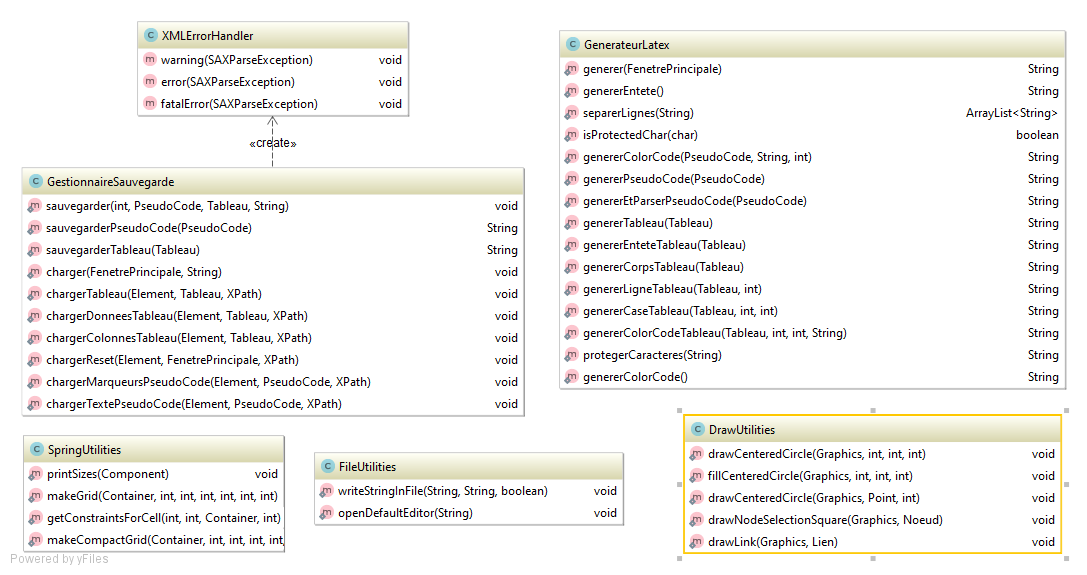 XMLErrorHandler
warning(SAXParseException) void
error(SAXParseException) void
fatalError(SAXParseException) void
«create»
GestionnaireSauvegarde
sauvegarder(int, PseudoCode, Tableau, String) void
sauvegarderPseudoCode(PseudoCode) String
sauvegarderTableau(Tableau) String
charger(FenetrePrincipale, String) void
chargerTableau(Element, Tableau, XPath) void
chargerDonneesTableau(Element, Tableau, XPath) void
chargerColonnesTableau(Element, Tableau, XPath) void
chargerReset(Element, FenetrePrincipale, XPath) void
chargerMarqueursPseudoCode(Element, PseudoCode, XPath) void
chargerTextePseudoCode(Element, PseudoCode, XPath) void
GenerateurLatex
generer(FenetrePrincipale) String
genererEntete() String
separerLignes(String) ArrayList<String>
isProtectedChar(char) boolean
genererColorCode(PseudoCode, String, int) String
genererPseudoCode(PseudoCode) String
genererEtParserPseudoCode(PseudoCode) String
genererTableau(Tableau) String
genererEnteteTableau(Tableau) String
genererCorpsTableau(Tableau) String
genererLigneTableau(Tableau, int) String
genererCaseTableau(Tableau, int, int) String
genererColorCodeTableau(Tableau, int, int, String) String
protegerCaracteres(String) String
genererColorCode() String
SpringUtilities
printSizes(Component) void
makeGrid(Container, int, int, int, int, int, int)
getConstraintsForCell(int, int, Container, int)
makeCompactGrid(Container, int, int, int, int,
FileUtilities
writeStringInFile(String, String, boolean) void
openDefaultEditor(String) void
DrawUtilities
drawCenteredCircle(Graphics, int, int, int) void
fillCenteredCircle(Graphics, int, int, int) void
drawCenteredCircle(Graphics, Point, int) void
drawNodeSelectionSquare(Graphics, Noeud) void
drawLink(Graphics, Lien) void
Powered by yFiles